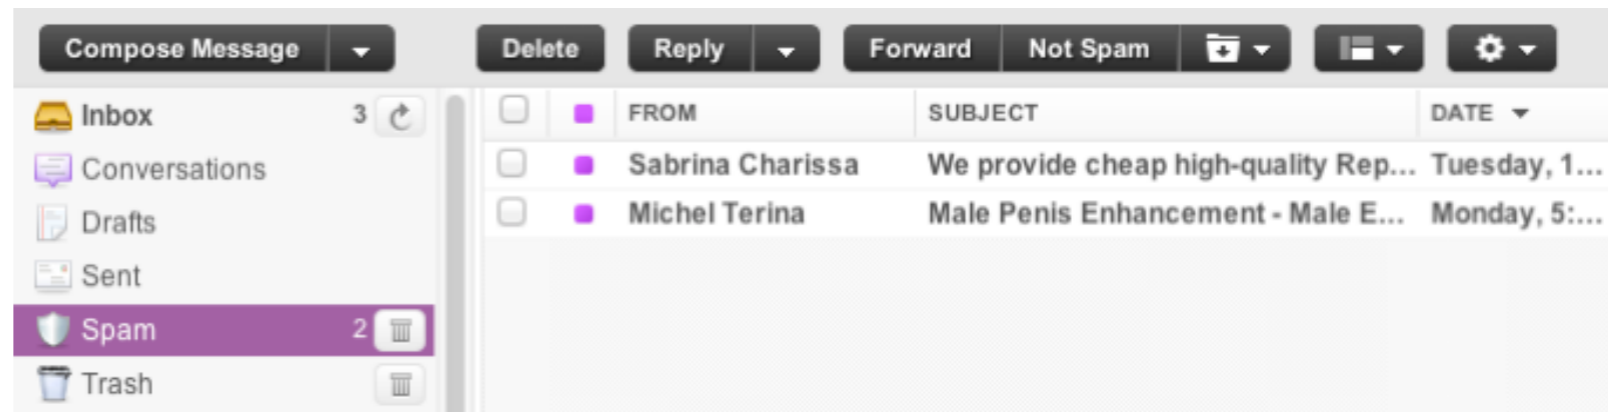 Compose Message Delete Reply Forward Not Spam
Inbox 3
Conversations
Drafts
Sent
Spam 2
Trash
FROM SUBJECT DATE
Sabrina Charissa We provide cheap high-quality Rep... Tuesday, 1...
Michel Terina Male Penis Enhancement - Male E... Monday, 5:...